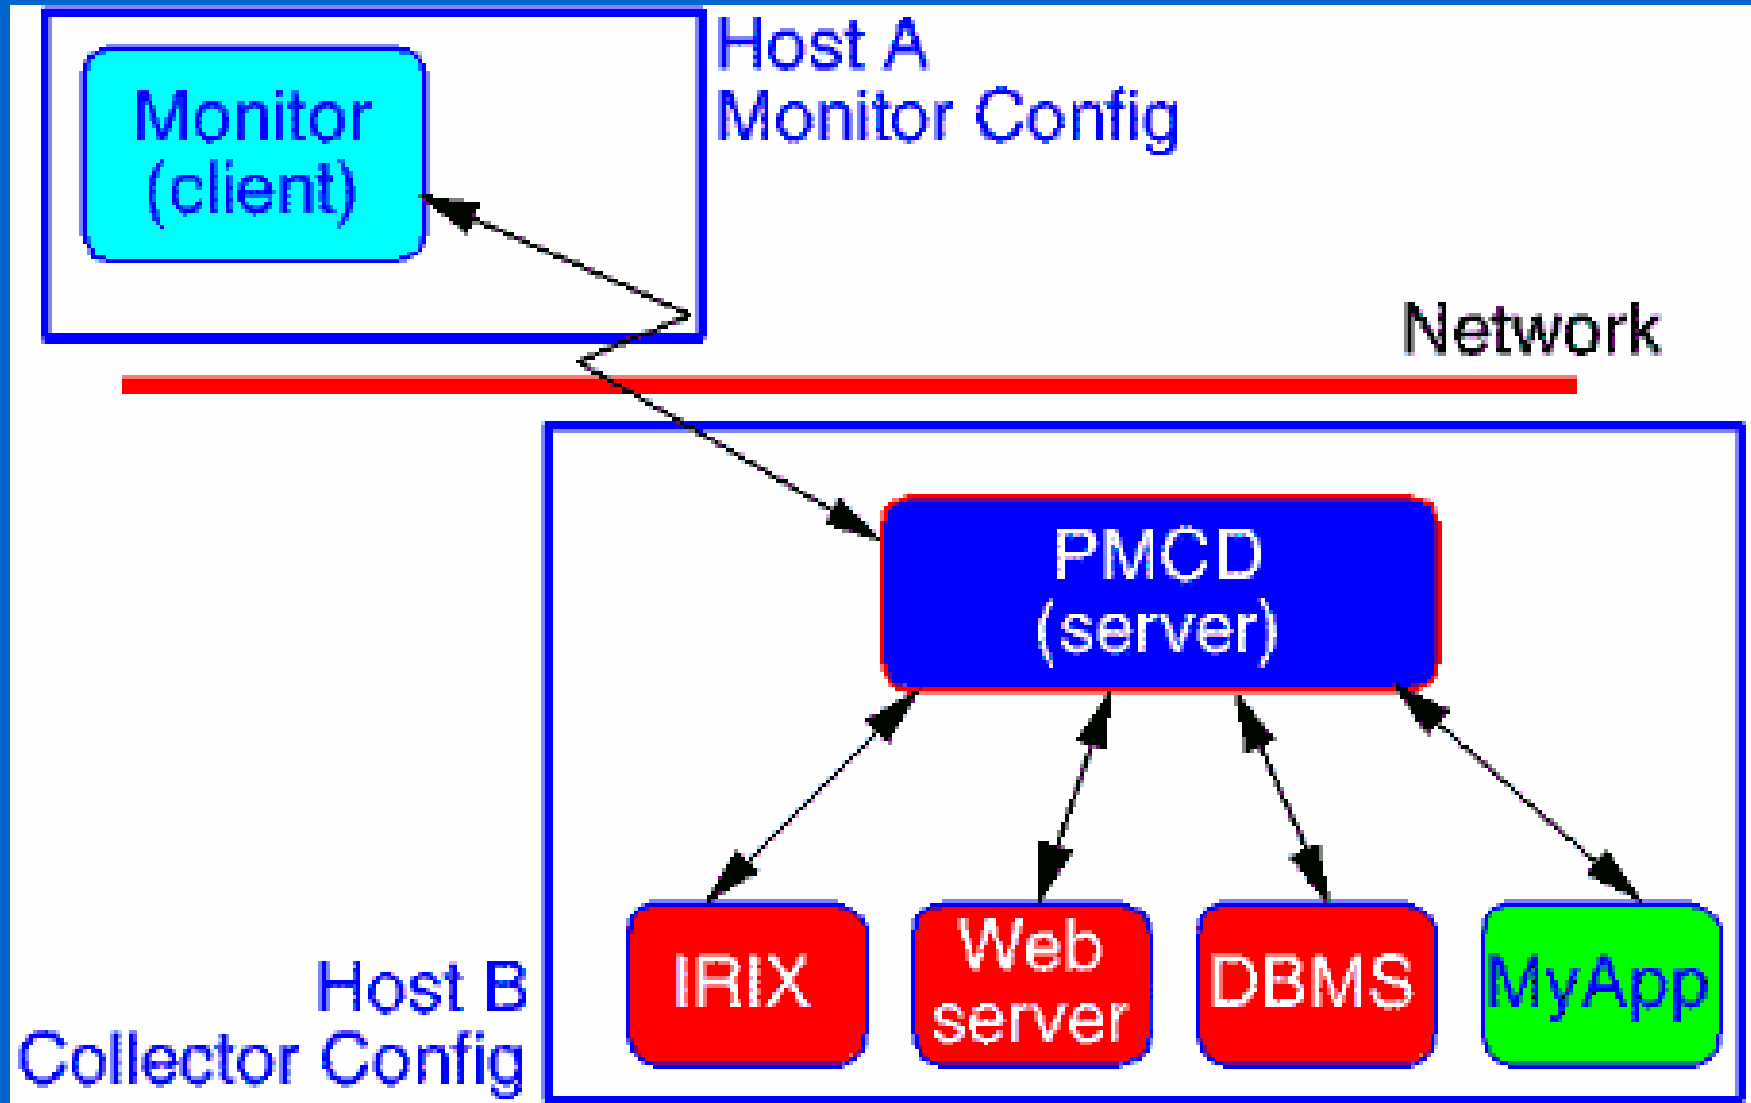 Host A
Monitor Config
Monitor
(client)
Network
PMCD
(server)
IRIX
Web
server
DBMS
MyApp
Host B
Collector Config